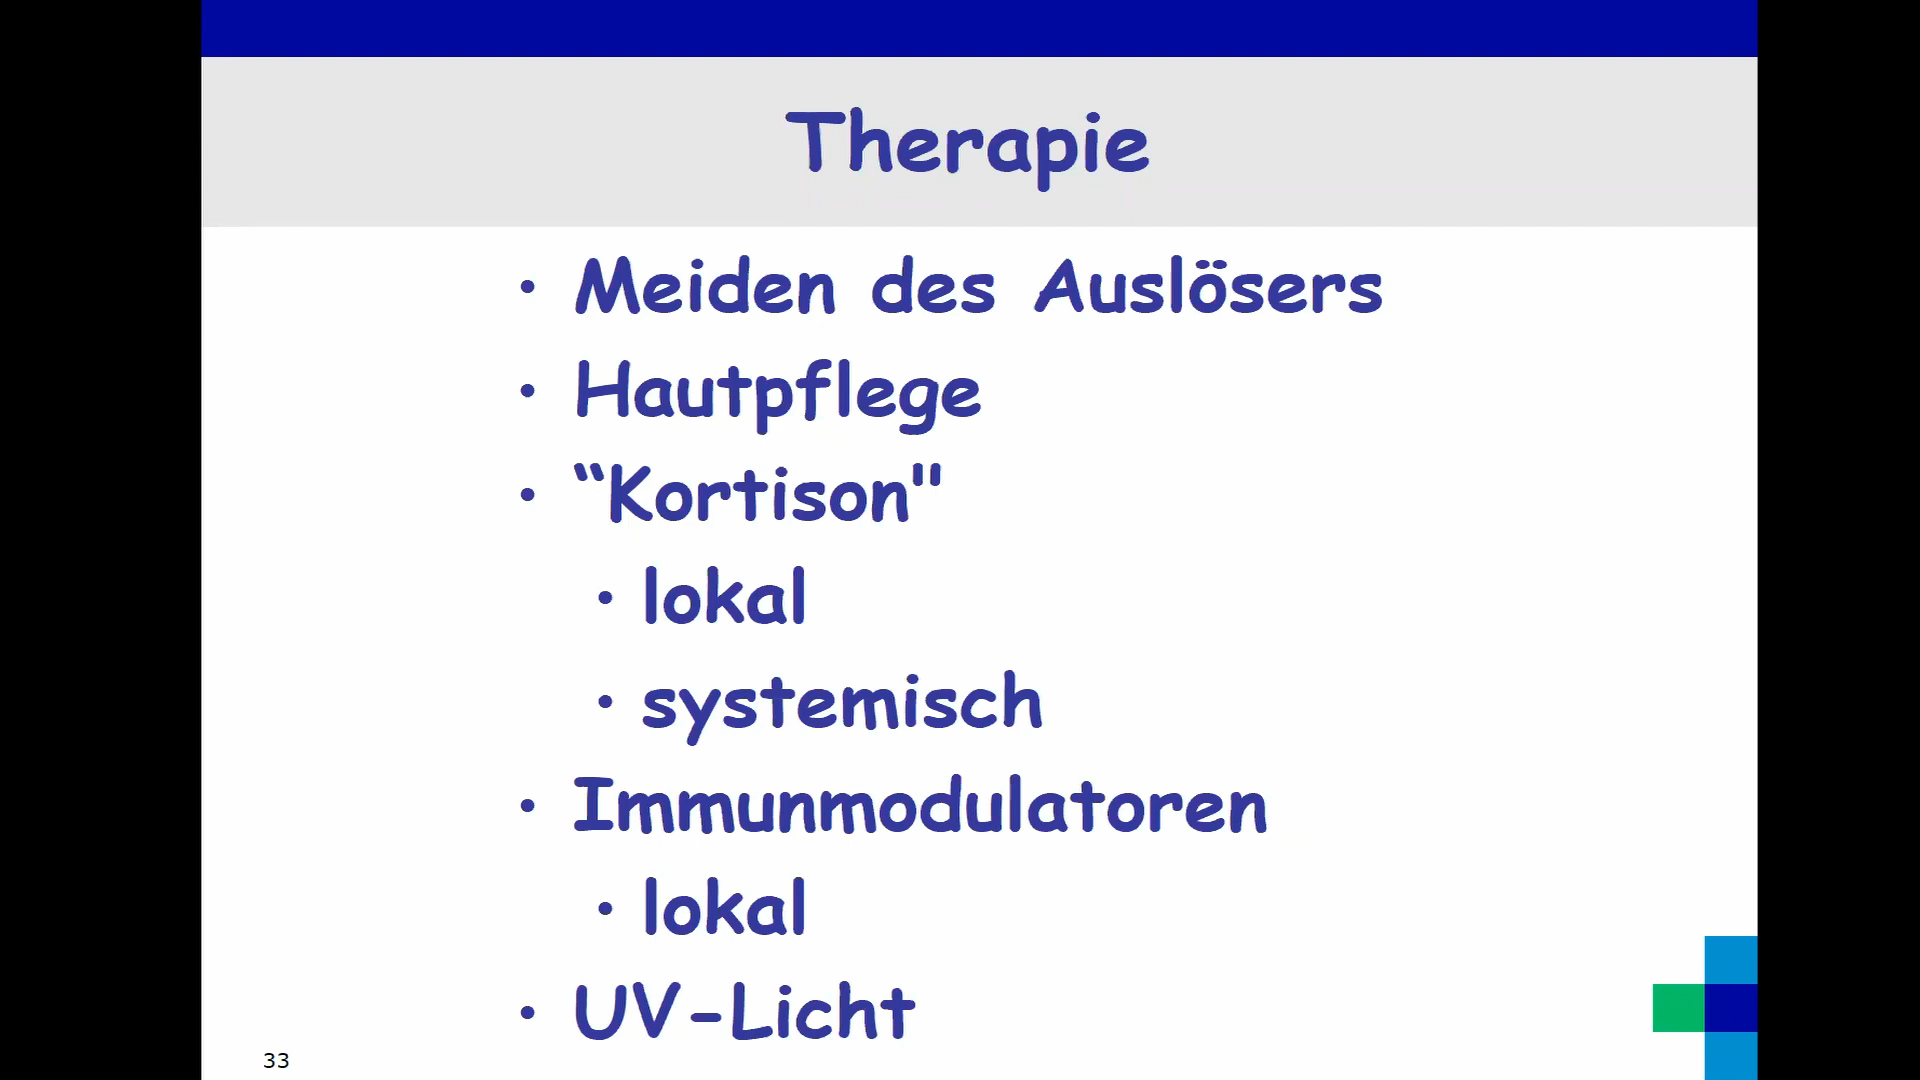 Therapie
• Meiden des Auslösers
• Hautpflege
• “Kortison"
• lokal
• systemisch
• Immunmodulatoren
• lokal
• UV-Licht
33